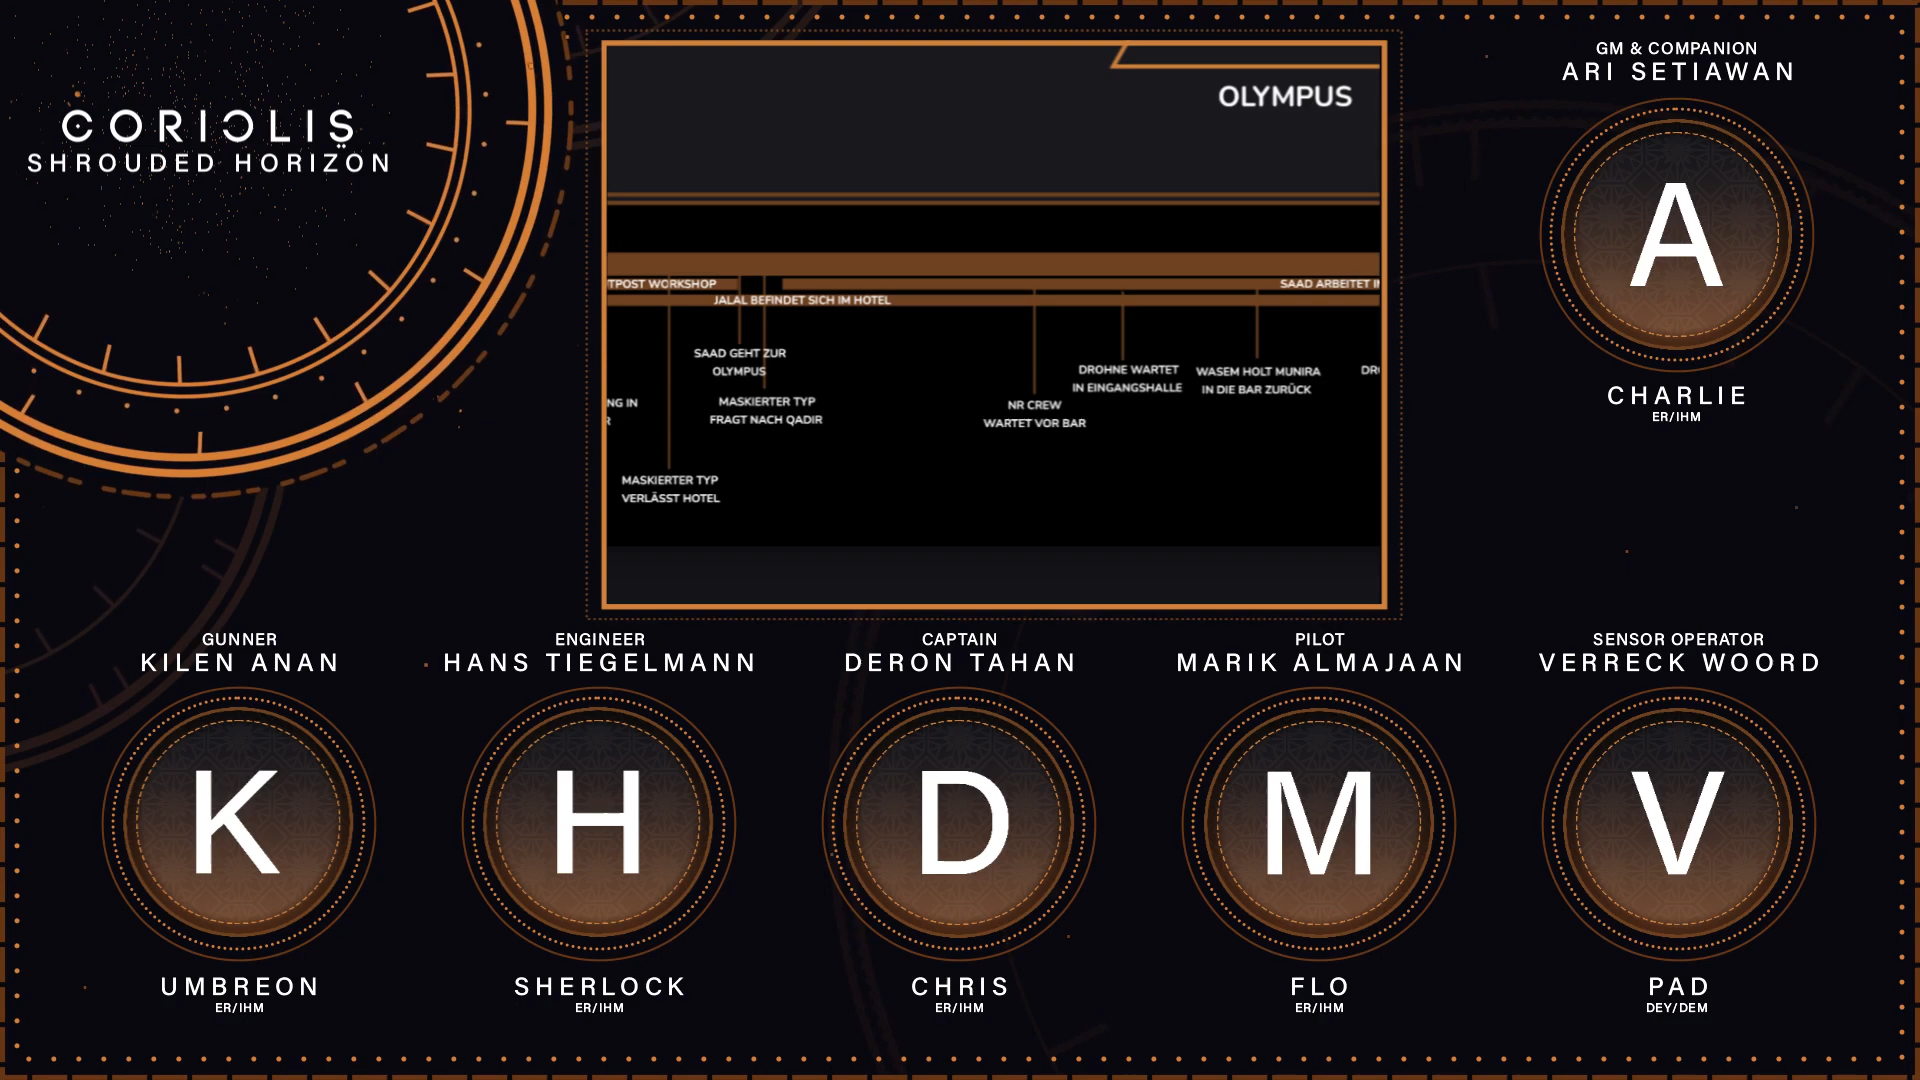 CORIOLIS
SHROUDED HORIZON
OLYMPUS
TPOST WORKSHOP
SAAD ARBEITET I
JALAL BEFINDET SICH IM HOTEL
SAAD GEHT ZUR
OLYMPUS
MASKIERTER TYP
FRAGT NACH QADIR
NG IN
R
MASKIERTER TYP
VERLÄSST HOTEL
NR CREW
WARTET VOR BAR
DROHNE WARTET
IN EINGANGSHALLE
WASEM HOLT MUNIRA
IN DIE BAR ZURÜCK
DR
GM & COMPANION
ARI SETIAWAN
A
CHARLIE
ER/IHM
GUNNER
KILEN ANAN
K
UMBREON
ER/IHM
ENGINEER
HANS TIEGELMANN
H
SHERLOCK
ER/IHM
CAPTAIN
DERON TAHAN
D
CHRIS
ER/IHM
PILOT
MARIK ALMAJAAN
M
FLO
ER/IHM
SENSOR OPERATOR
VERRECK WOORD
V
PAD
DEY/DEM